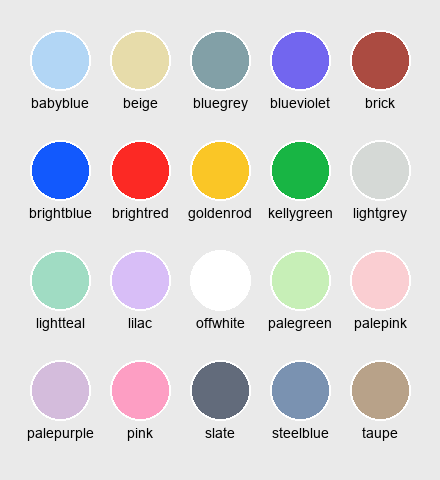 babyblue beige bluegrey blueviolet brick
brightblue brightred goldenrod kellygreen lightgrey
lightteal lilac offwhite palegreen palepink
palepurple pink slate steelblue taupe